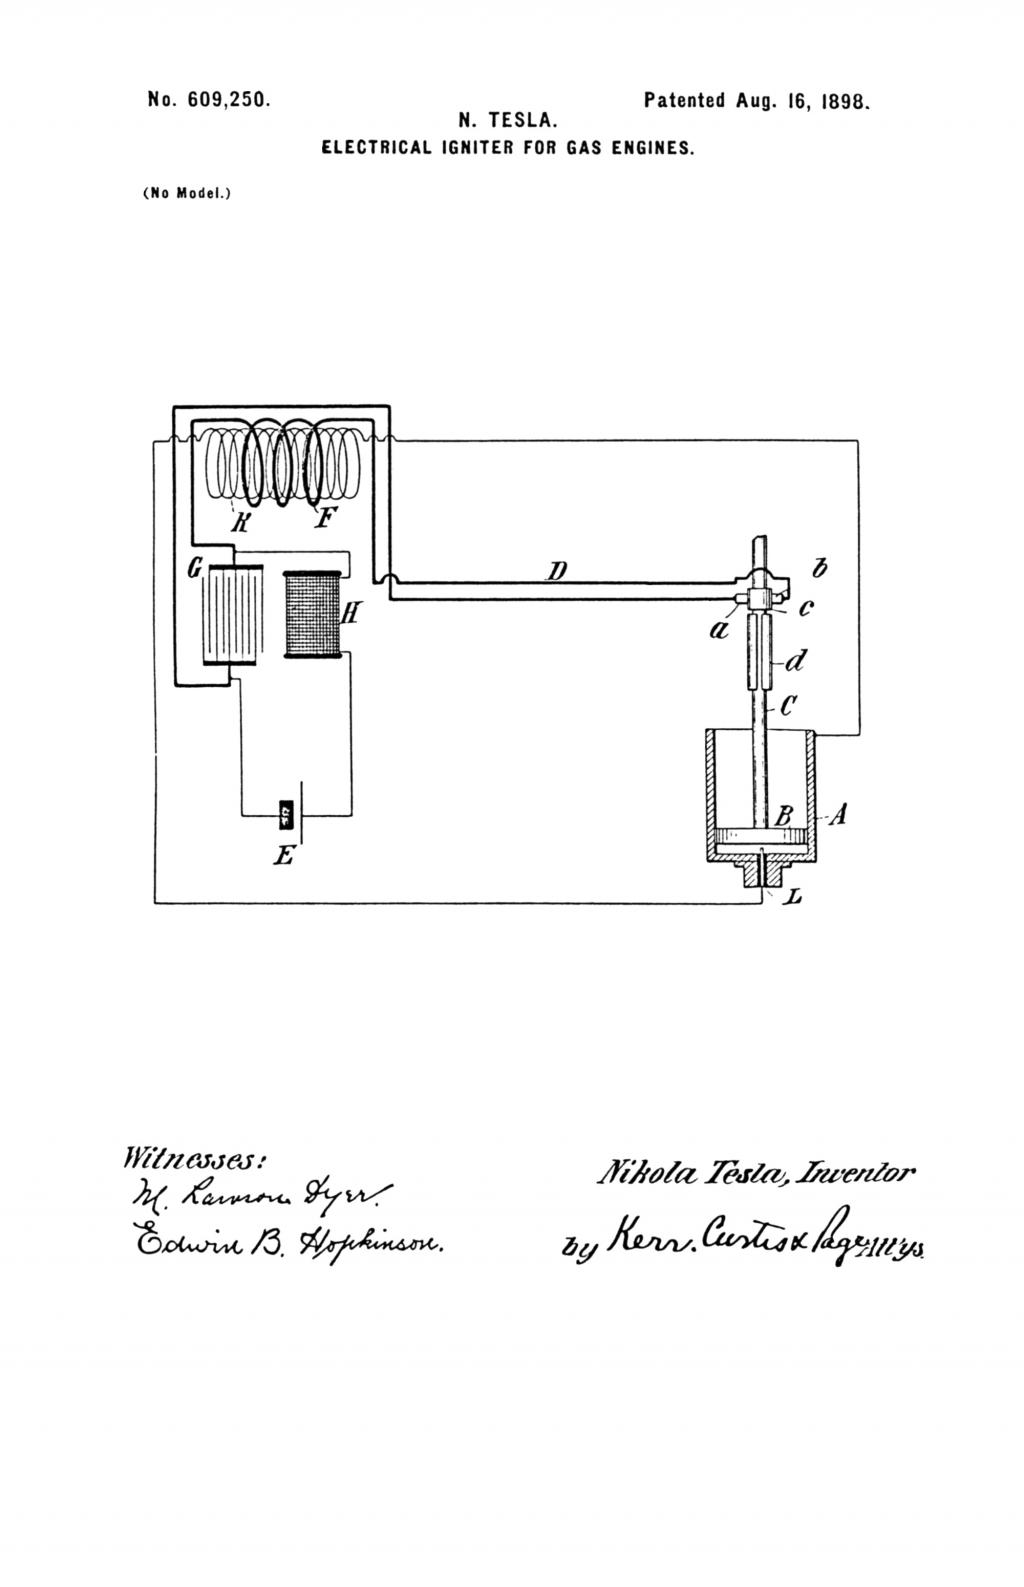 No. 609,250. Patented Aug. 16, 1898.
N. TESLA.
ELECTRICAL IGNITER FOR GAS ENGINES.
(No Model.)
K
F
G
H
D
b
a
c
d
C
B
A
E
L
Witnesses:
M. Lawson Dyer.
Edwin B. Hopkinson.
Nikola Tesla, Inventor
by Kerr, Curtis & Page Att'ys.